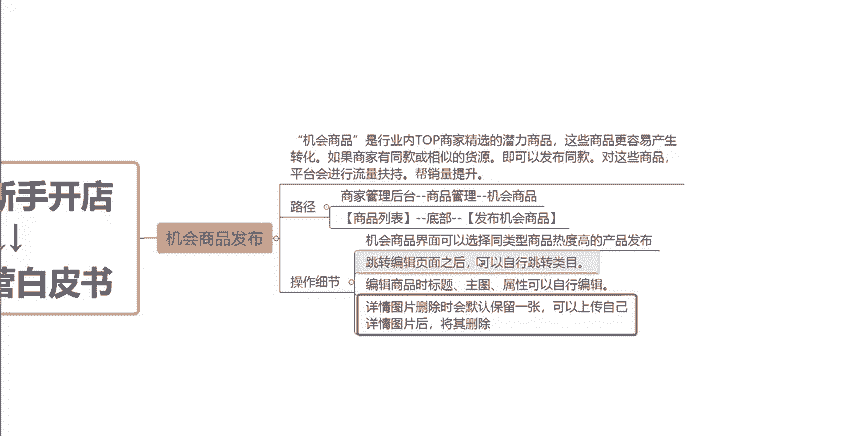 “机会商品”是行业内TOP商家精选的潜力商品，这些商品更容易产生
转化。如果商家有同款或相似的货源。即可以发布同款。对这些商品，
平台会进行流量扶持。帮销量提升。
新手开店
↓↓
营白皮书
机会商品发布
路径
商家管理后台--商品管理--机会商品
【商品列表】--底部--【发布机会商品】
操作细节
机会商品界面可以选择同类型商品热度高的产品发布
跳转编辑页面之后，可以自行跳转类目。
编辑商品时标题、主图、属性可以自行编辑。
详情图片删除时会默认保留一张，可以上传自己
详情图片后，将其删除